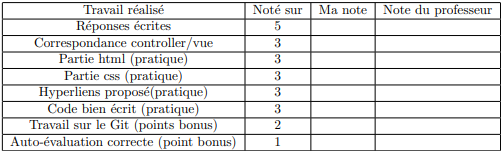 Travail réalisé Noté sur Ma note Note du professeur
Réponses écrites 5
Correspondance controller/vue 3
Partie html (pratique) 3
Partie css (pratique) 3
Hyperliens proposé(pratique) 3
Code bien écrit (pratique) 3
Travail sur le Git (points bonus) 2
Auto-évaluation correcte (point bonus) 1